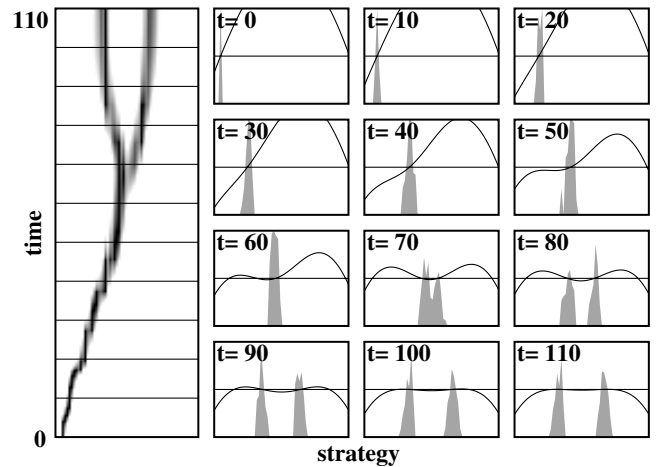 110
time
0
t= 0
t= 10
t= 20
t= 30
t= 40
t= 50
t= 60
t= 70
t= 80
t= 90
t= 100
t= 110
strategy